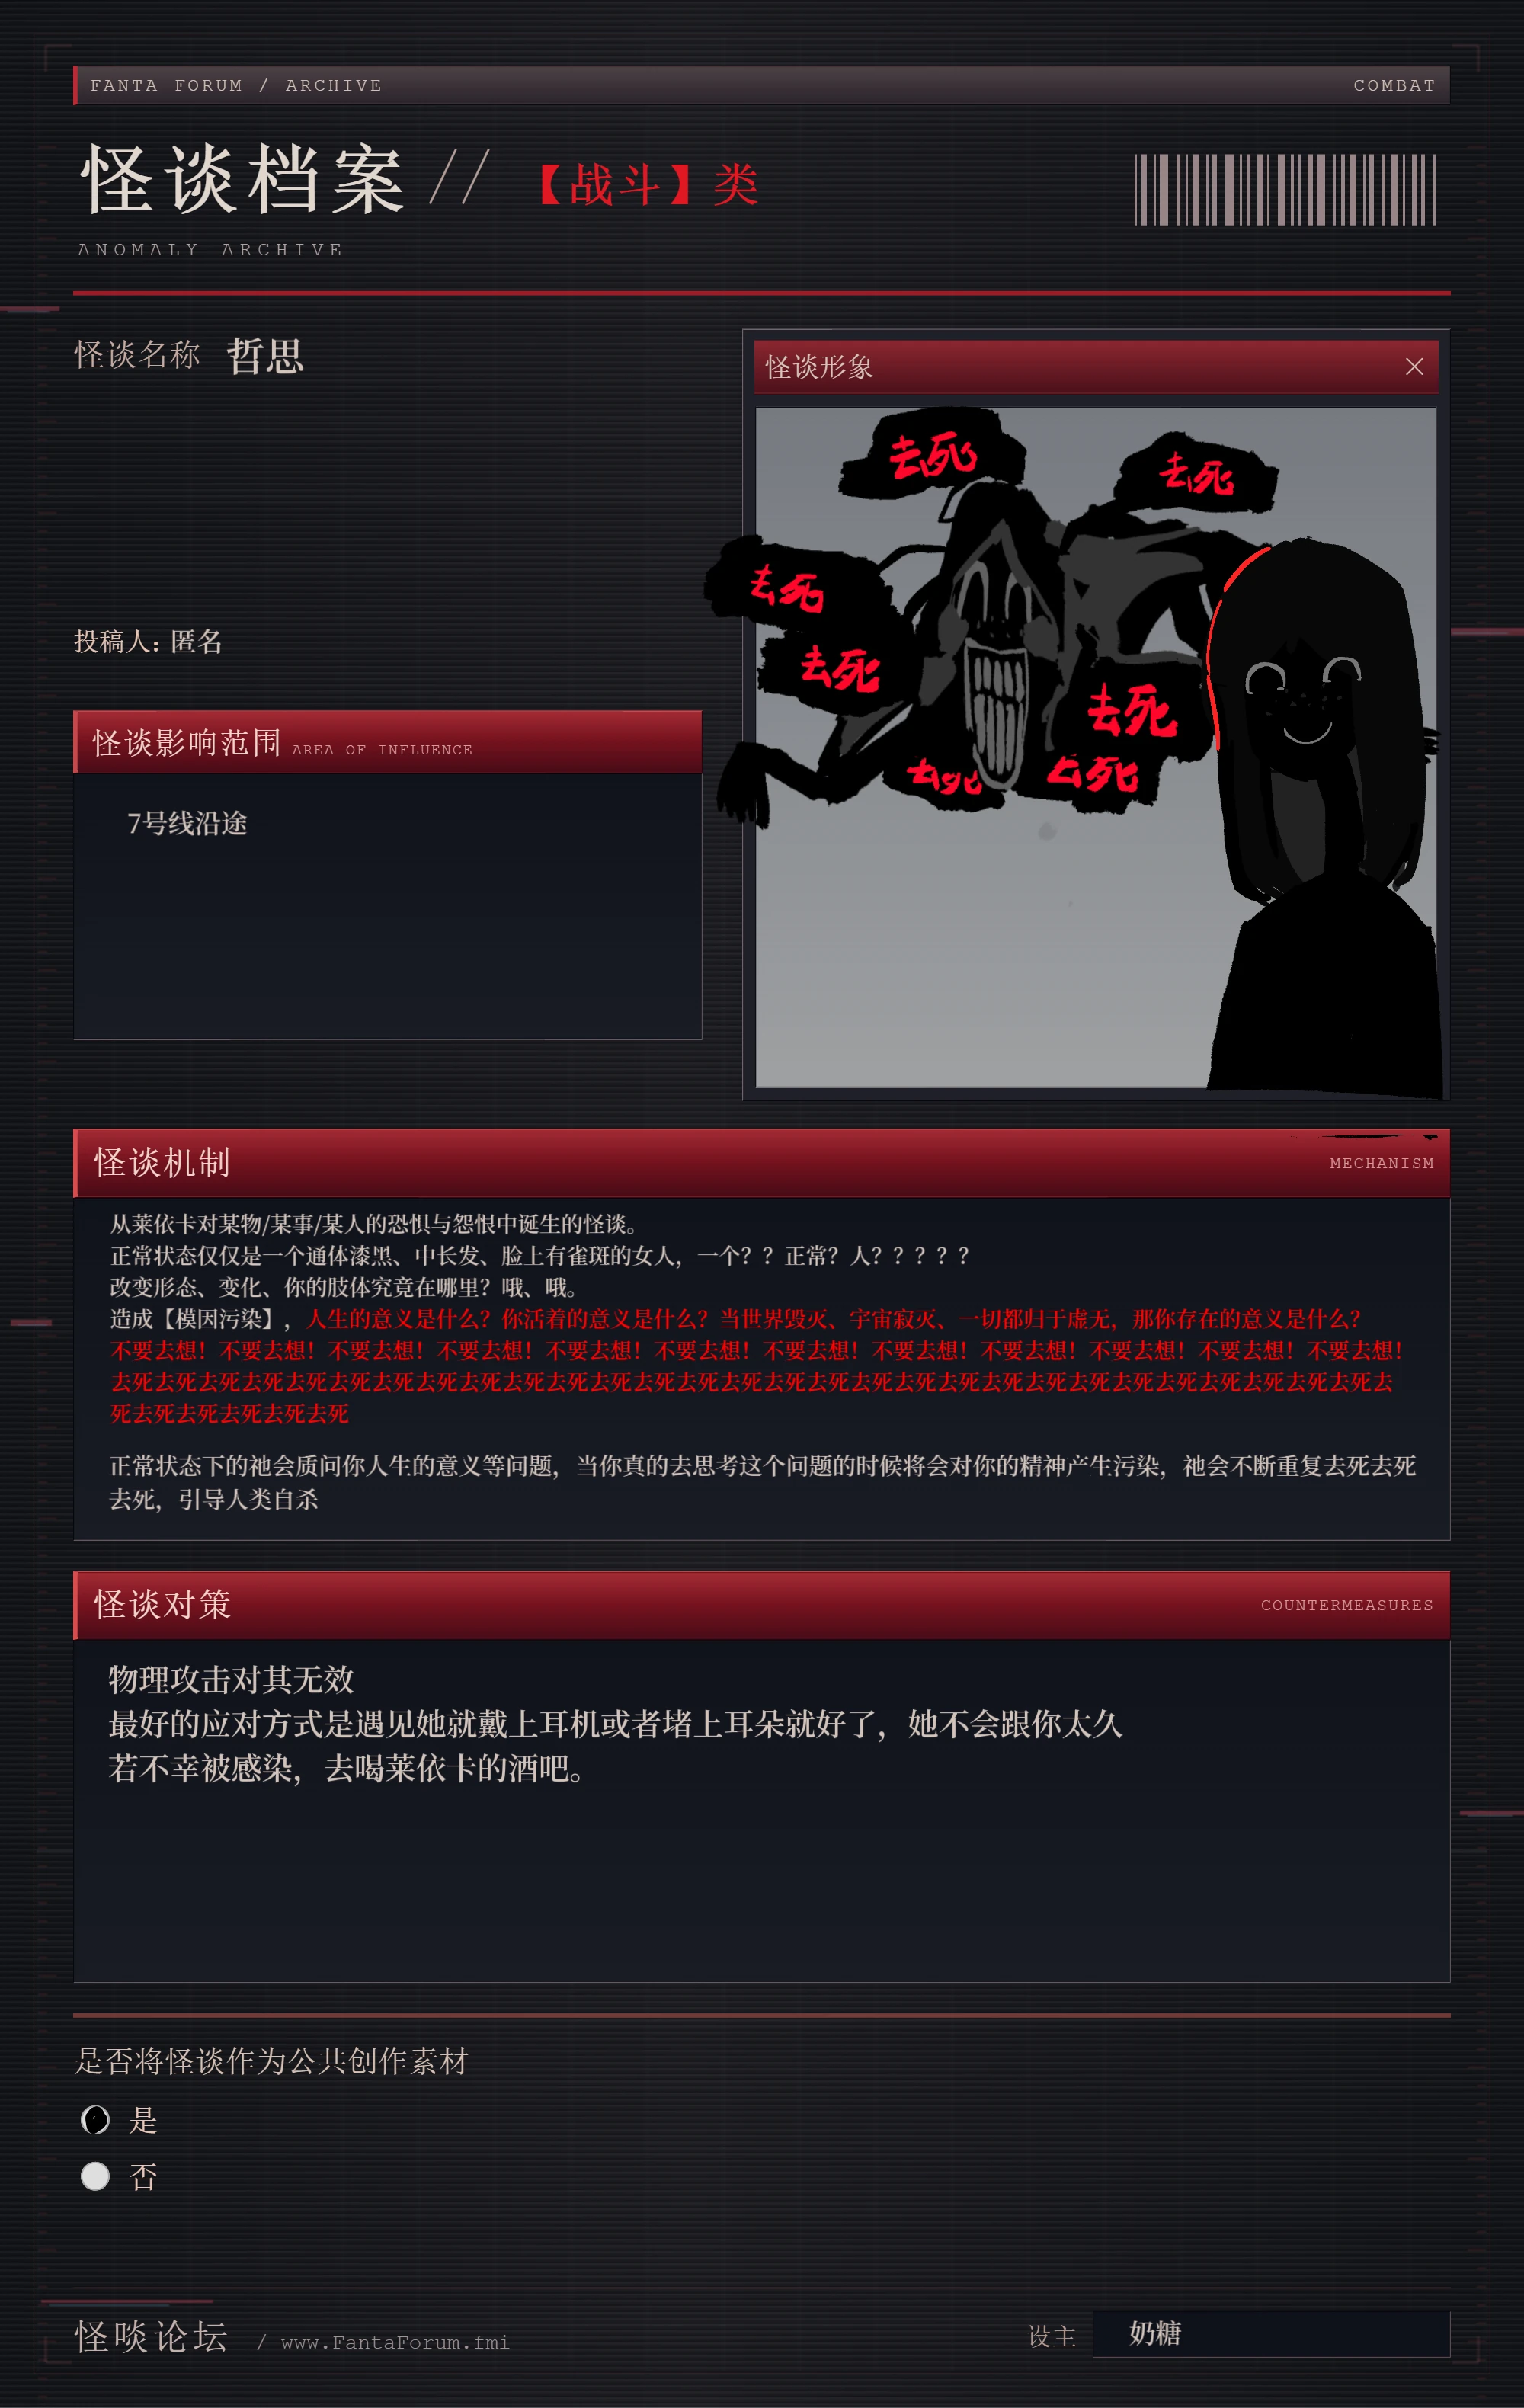 FANTA FORUM / ARCHIVE
COMBAT
怪谈档案 // 【战斗】类
ANOMALY ARCHIVE
怪谈名称 哲思
投稿人: 匿名
怪谈影响范围 AREA OF INFLUENCE
7号线沿途
怪谈形象
去死
去死
去死
去死
去死
去死
去死
怪谈机制
MECHANISM
从莱依卡对某物/某事/某人的恐惧与怨恨中诞生的怪谈。
正常状态仅仅是一个通体漆黑、中长发、脸上有雀斑的女人，一个？？正常？人？？？？？
改变形态、变化、你的肢体究竟在哪里？哦、哦。
造成【模因污染】，人生的意义是什么？你活着的意义是什么？当世界毁灭、宇宙寂灭、一切都归于虚无，那你存在的意义是什么？
不要去想！不要去想！不要去想！不要去想！不要去想！不要去想！不要去想！不要去想！不要去想！不要去想！不要去想！不要去想！
去死去死去死去死去死去死去死去死去死去死去死去死去死去死去死去死去死去死去死去死去死去死去死去死去死去死去死去死去死去
死去死去死去死去死去死
正常状态下的祂会质问你人生的意义等问题，当你真的去思考这个问题的时候将会对你的精神产生污染，祂会不断重复去死去死
去死，引导人类自杀
怪谈对策
COUNTERMEASURES
物理攻击对其无效
最好的应对方式是遇见她就戴上耳机或者堵上耳朵就好了，她不会跟你太久
若不幸被感染，去喝莱依卡的酒吧。
是否将怪谈作为公共创作素材
是
否
怪啖论坛 / www.FantaForum.fmi
设主 奶糖